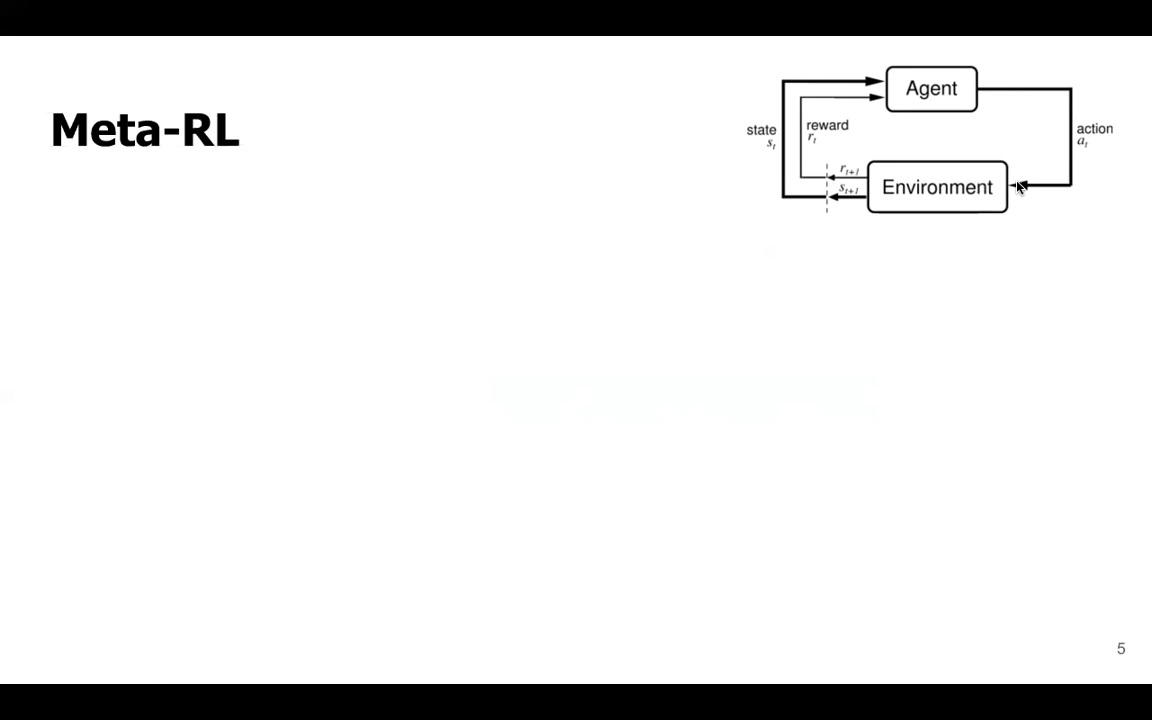 Meta-RL
Agent
state
s_t
reward
r_t
action
a_t
r_{t+1}
s_{t+1}
Environment
5